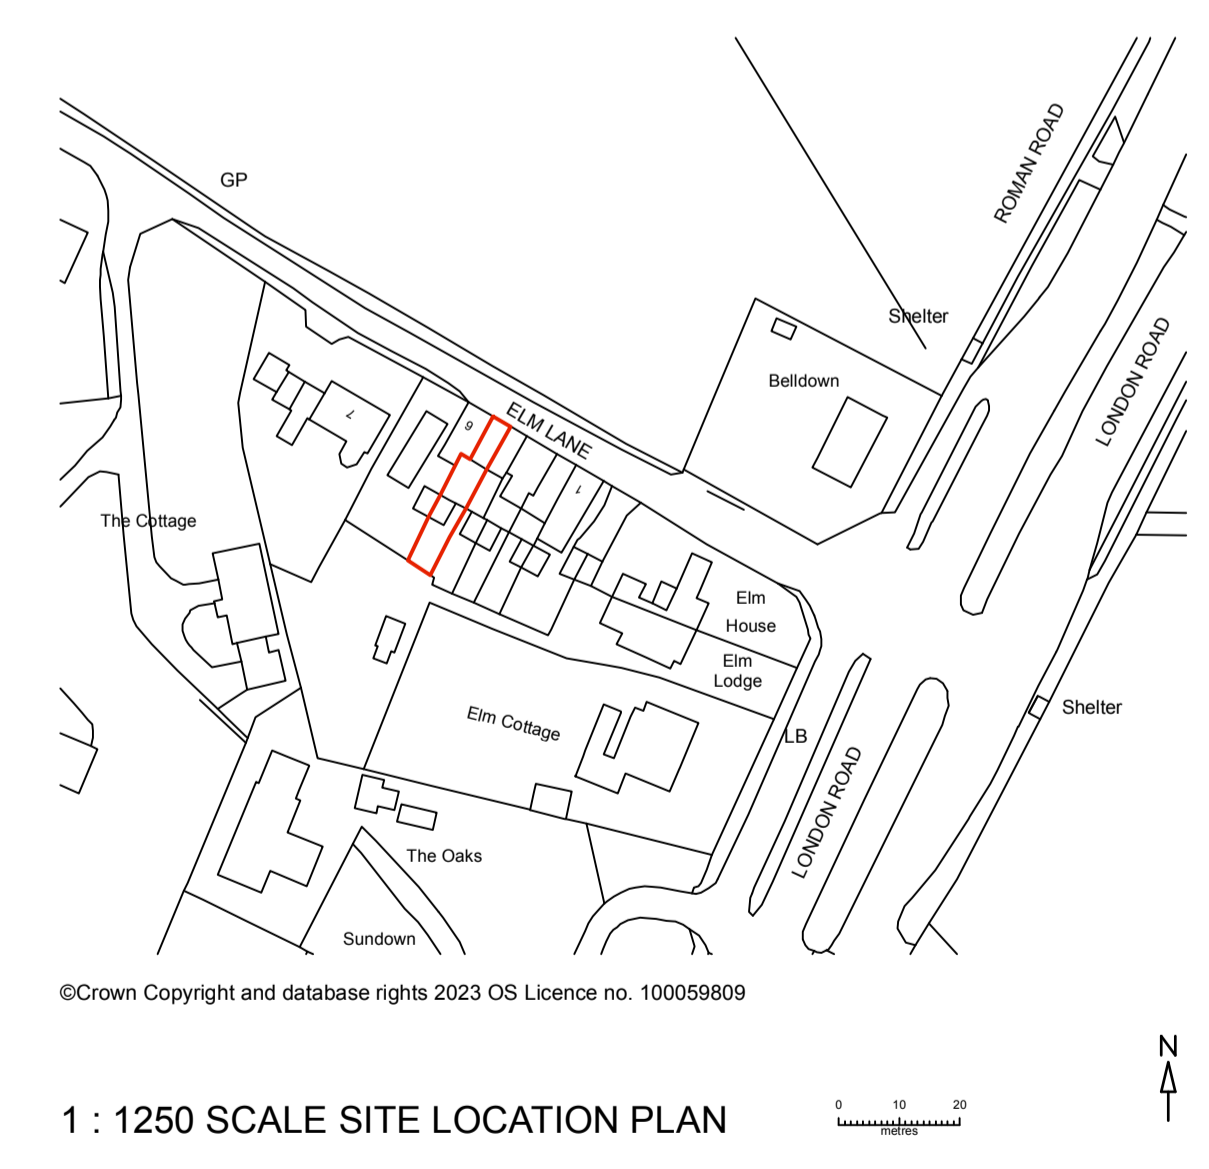 ROMAN ROAD
GP
Shelter
LONDON ROAD
Belldown
7
6
ELM LANE
1
The Cottage
Elm
House
Elm
Lodge
Shelter
Elm Cottage
LB
LONDON ROAD
The Oaks
Sundown
©Crown Copyright and database rights 2023 OS Licence no. 100059809
N
1 : 1250 SCALE SITE LOCATION PLAN
0 10 20
metres